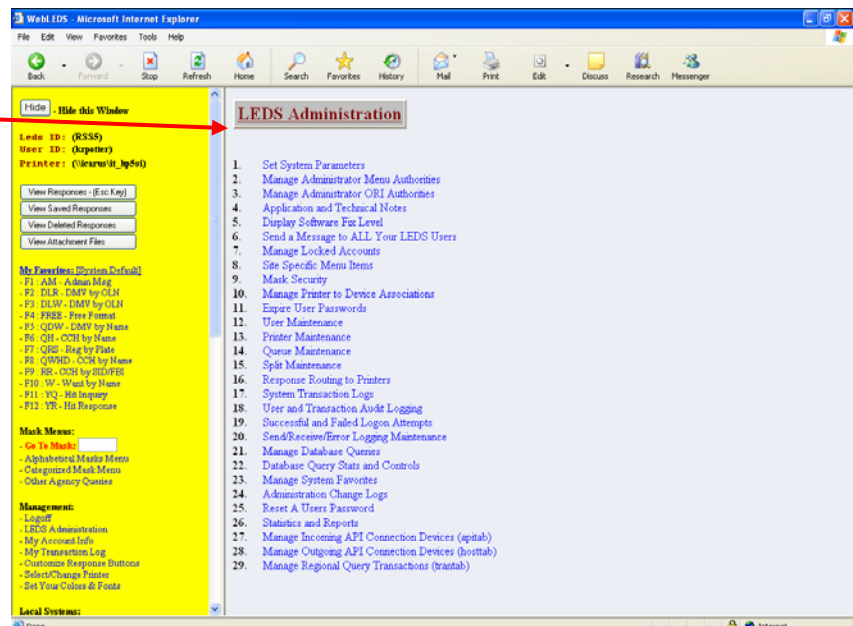 WebLEDS - Microsoft Internet Explorer
File Edit View Favorites Tools Help
Back Forward Stop Refresh Home Search Favorites History Mail Print Edit Discuss Research Messenger
Hide - Hide this Window
Leds ID: (RSS5)
User ID: (krpotter)
Printer: (\\icarus\it_hp5si)
View Responses - (Esc Key)
View Saved Responses
View Deleted Responses
View Attachment Files
My Favorites: [System Default]
- F1 : AM - Admin Msg
- F2 : DLR - DMV by OLN
- F3 : DLW - DMV by OLN
- F4 : FREE - Free Format
- F5 : QDW - DMV by Name
- F6 : QH - CCH by Name
- F7 : QRS - Reg by Plate
- F8 : QWHD - CCH by Name
- F9 : RR - CCH by SID/FBI
- F10 : W - Want by Name
- F11 : YQ - Hit Inquiry
- F12 : YR - Hit Response
Mask Menus:
- Go To Mask:
- Alphabetical Masks Menu
- Categorized Mask Menu
- Other Agency Queries
Management:
- Logoff
- LEDS Administration
- My Account Info
- My Transaction Log
- Customize Response Buttons
- Select/Change Printer
- Set Your Colors & Fonts
Local Systems:
LEDS Administration
1. Set System Parameters
2. Manage Administrator Menu Authorities
3. Manage Administrator ORI Authorities
4. Application and Technical Notes
5. Display Software Fix Level
6. Send a Message to ALL Your LEDS Users
7. Manage Locked Accounts
8. Site Specific Menu Items
9. Mask Security
10. Manage Printer to Device Associations
11. Expire User Passwords
12. User Maintenance
13. Printer Maintenance
14. Queue Maintenance
15. Split Maintenance
16. Response Routing to Printers
17. System Transaction Logs
18. User and Transaction Audit Logging
19. Successful and Failed Logon Attempts
20. Send/Receive/Error Logging Maintenance
21. Manage Database Queries
22. Database Query Stats and Controls
23. Manage System Favorites
24. Administration Change Logs
25. Reset A Users Password
26. Statistics and Reports
27. Manage Incoming API Connection Devices (apitab)
28. Manage Outgoing API Connection Devices (hosttab)
29. Manage Regional Query Transactions (trantab)
Done Internet